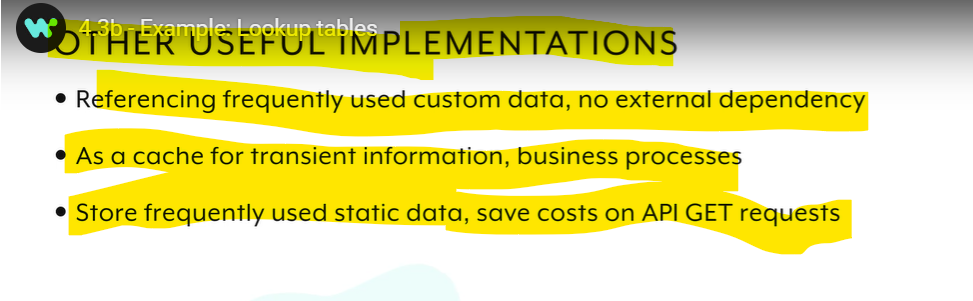 4.3b - Example: Lookup tables
OTHER USEFUL IMPLEMENTATIONS
• Referencing frequently used custom data, no external dependency
• As a cache for transient information, business processes
• Store frequently used static data, save costs on API GET requests